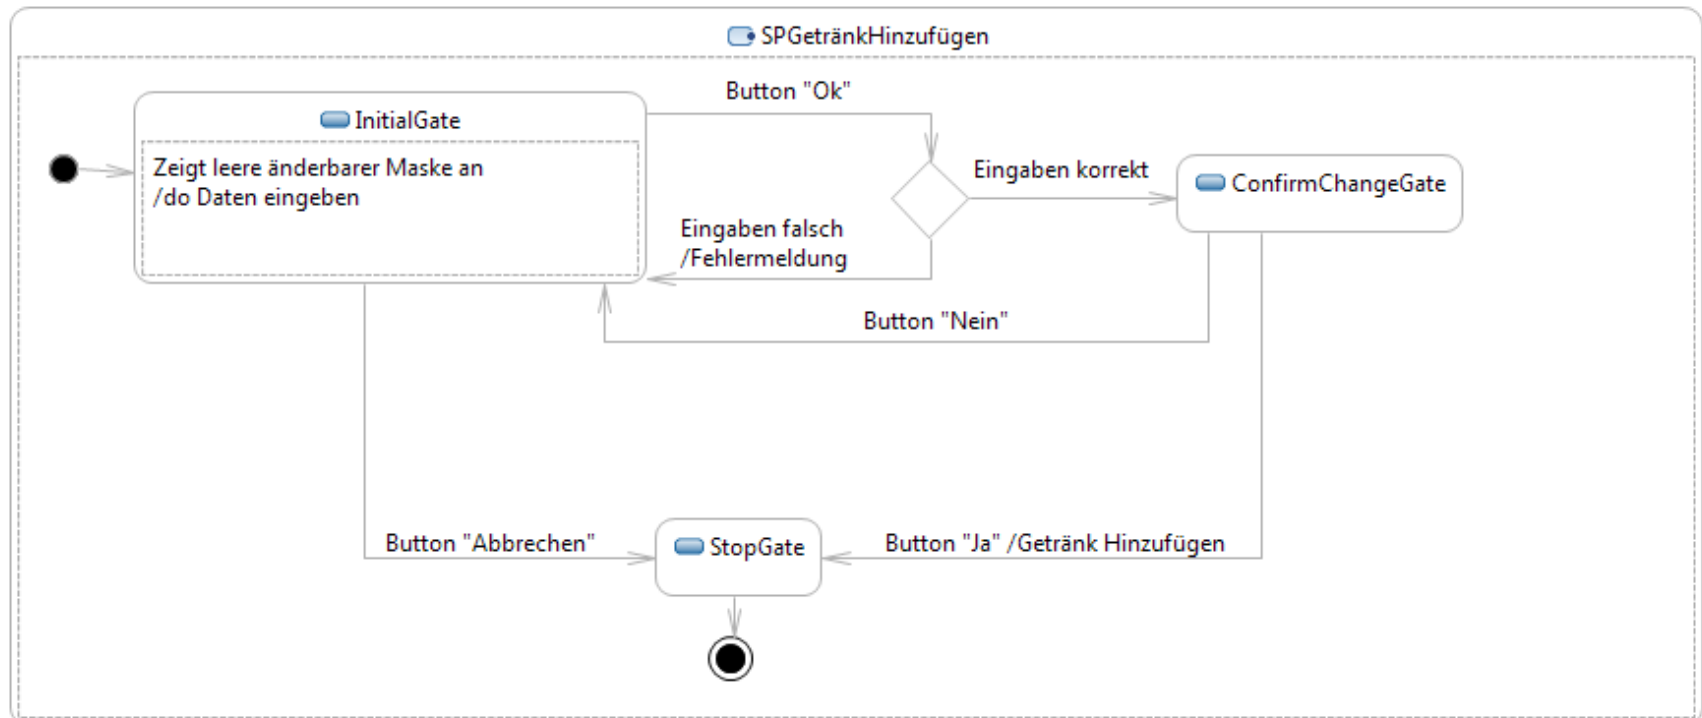 SPGetränkHinzufügen
Button "Ok"
InitialGate
Zeigt leere änderbarer Maske an
/do Daten eingeben
Eingaben korrekt
ConfirmChangeGate
Eingaben falsch
/Fehlermeldung
Button "Nein"
Button "Abbrechen"
StopGate
Button "Ja" /Getränk Hinzufügen